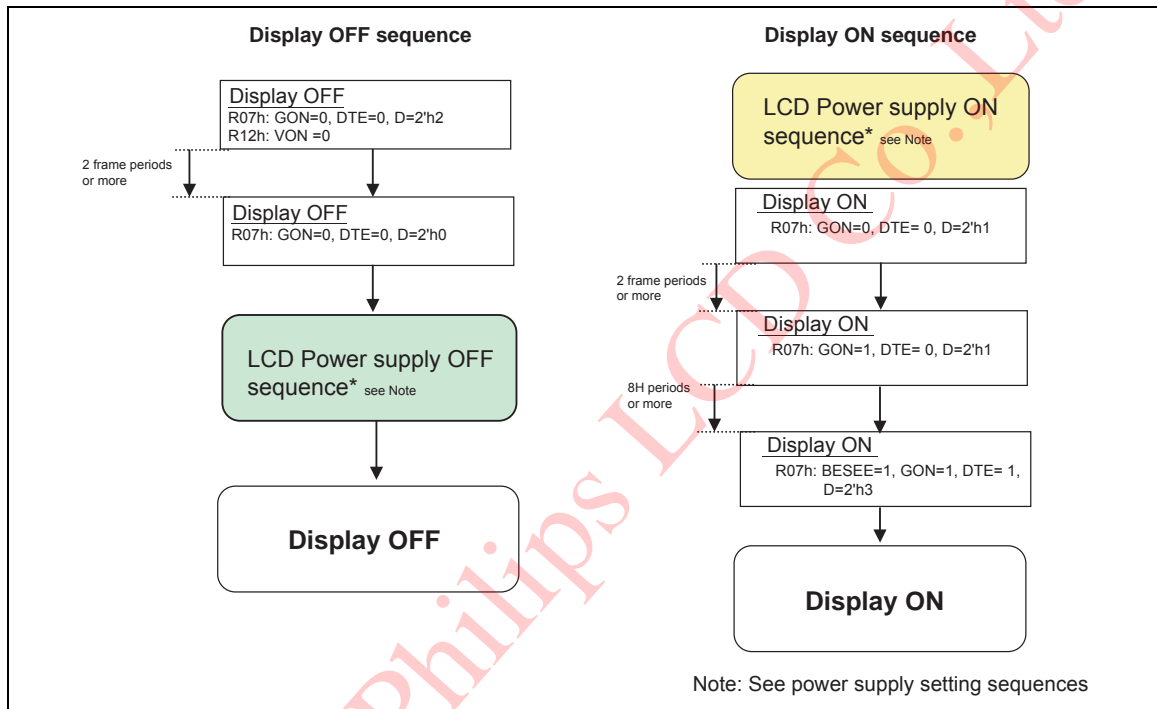 Display OFF sequence
Display OFF
R07h: GON=0, DTE=0, D=2'h2
R12h: VON =0
2 frame periods
or more
Display OFF
R07h: GON=0, DTE=0, D=2'h0
LCD Power supply OFF
sequence* see Note
Display OFF
Display ON sequence
LCD Power supply ON
sequence* see Note
Display ON
R07h: GON=0, DTE= 0, D=2'h1
2 frame periods
or more
Display ON
R07h: GON=1, DTE= 0, D=2'h1
8H periods
or more
Display ON
R07h: BESEE=1, GON=1, DTE= 1,
D=2'h3
Display ON
Note: See power supply setting sequences
Philips LCD Co.,Ltd